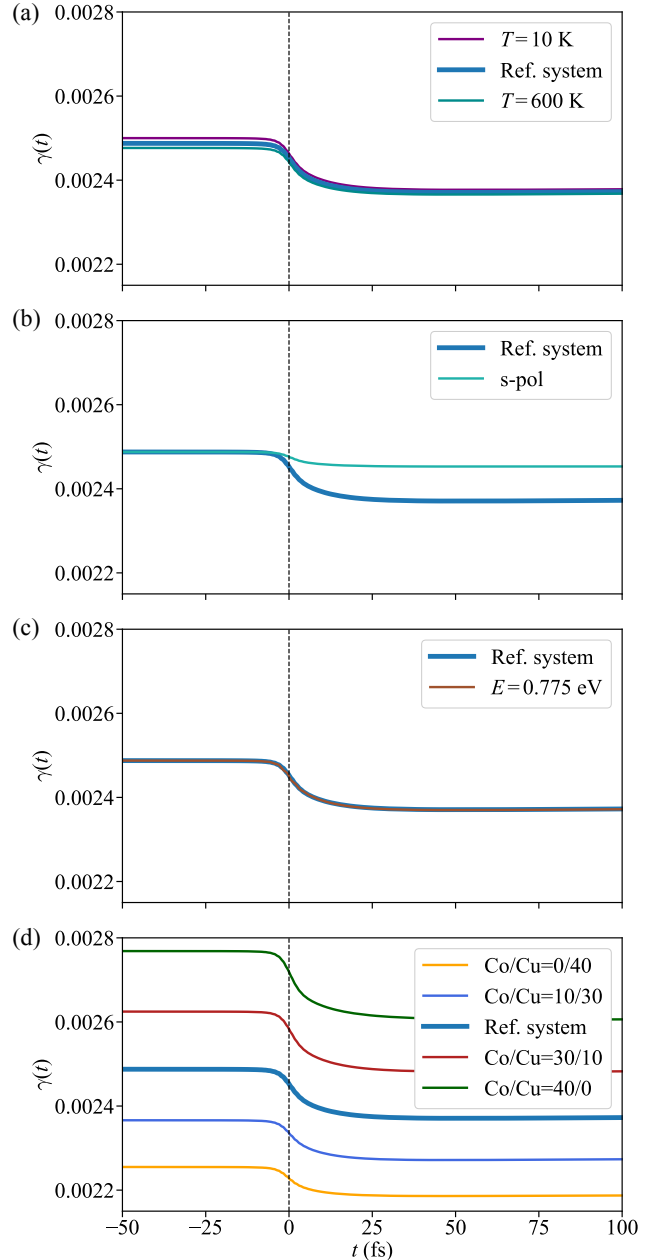 (a)
T = 10 K
Ref. system
T = 600 K
0.0026
0.0024
0.0022
γ(t)
(b)
0.0028
Ref. system
s-pol
0.0026
0.0024
0.0022
γ(t)
(c)
0.0028
Ref. system
E = 0.775 eV
0.0026
0.0024
0.0022
γ(t)
(d)
0.0028
Co/Cu=0/40
Co/Cu=10/30
Ref. system
Co/Cu=30/10
Co/Cu=40/0
0.0026
0.0024
0.0022
γ(t)
−50 −25 0 25 50 75 100
t (fs)